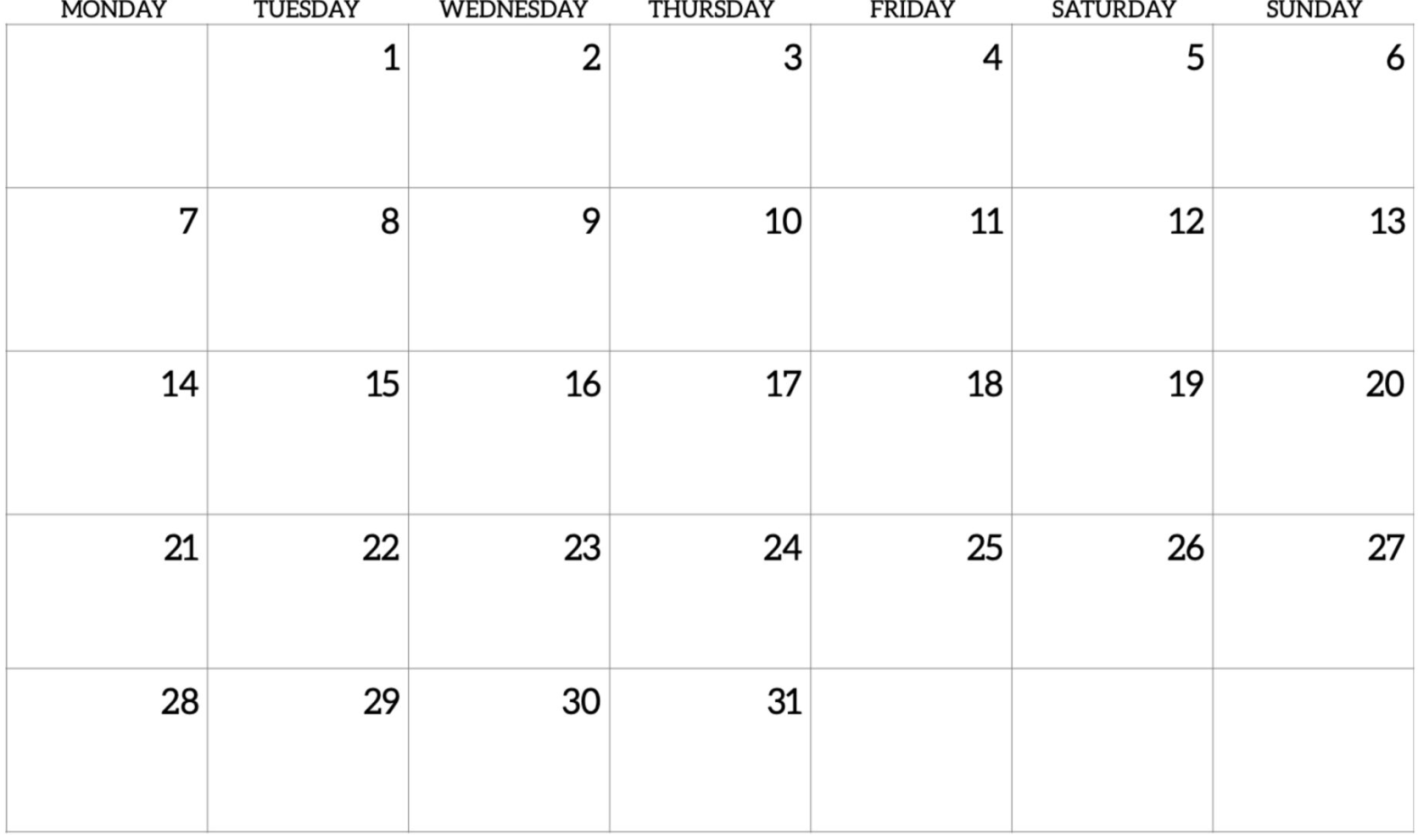 MONDAY TUESDAY WEDNESDAY THURSDAY FRIDAY SATURDAY SUNDAY
1 2 3 4 5 6
7 8 9 10 11 12 13
14 15 16 17 18 19 20
21 22 23 24 25 26 27
28 29 30 31